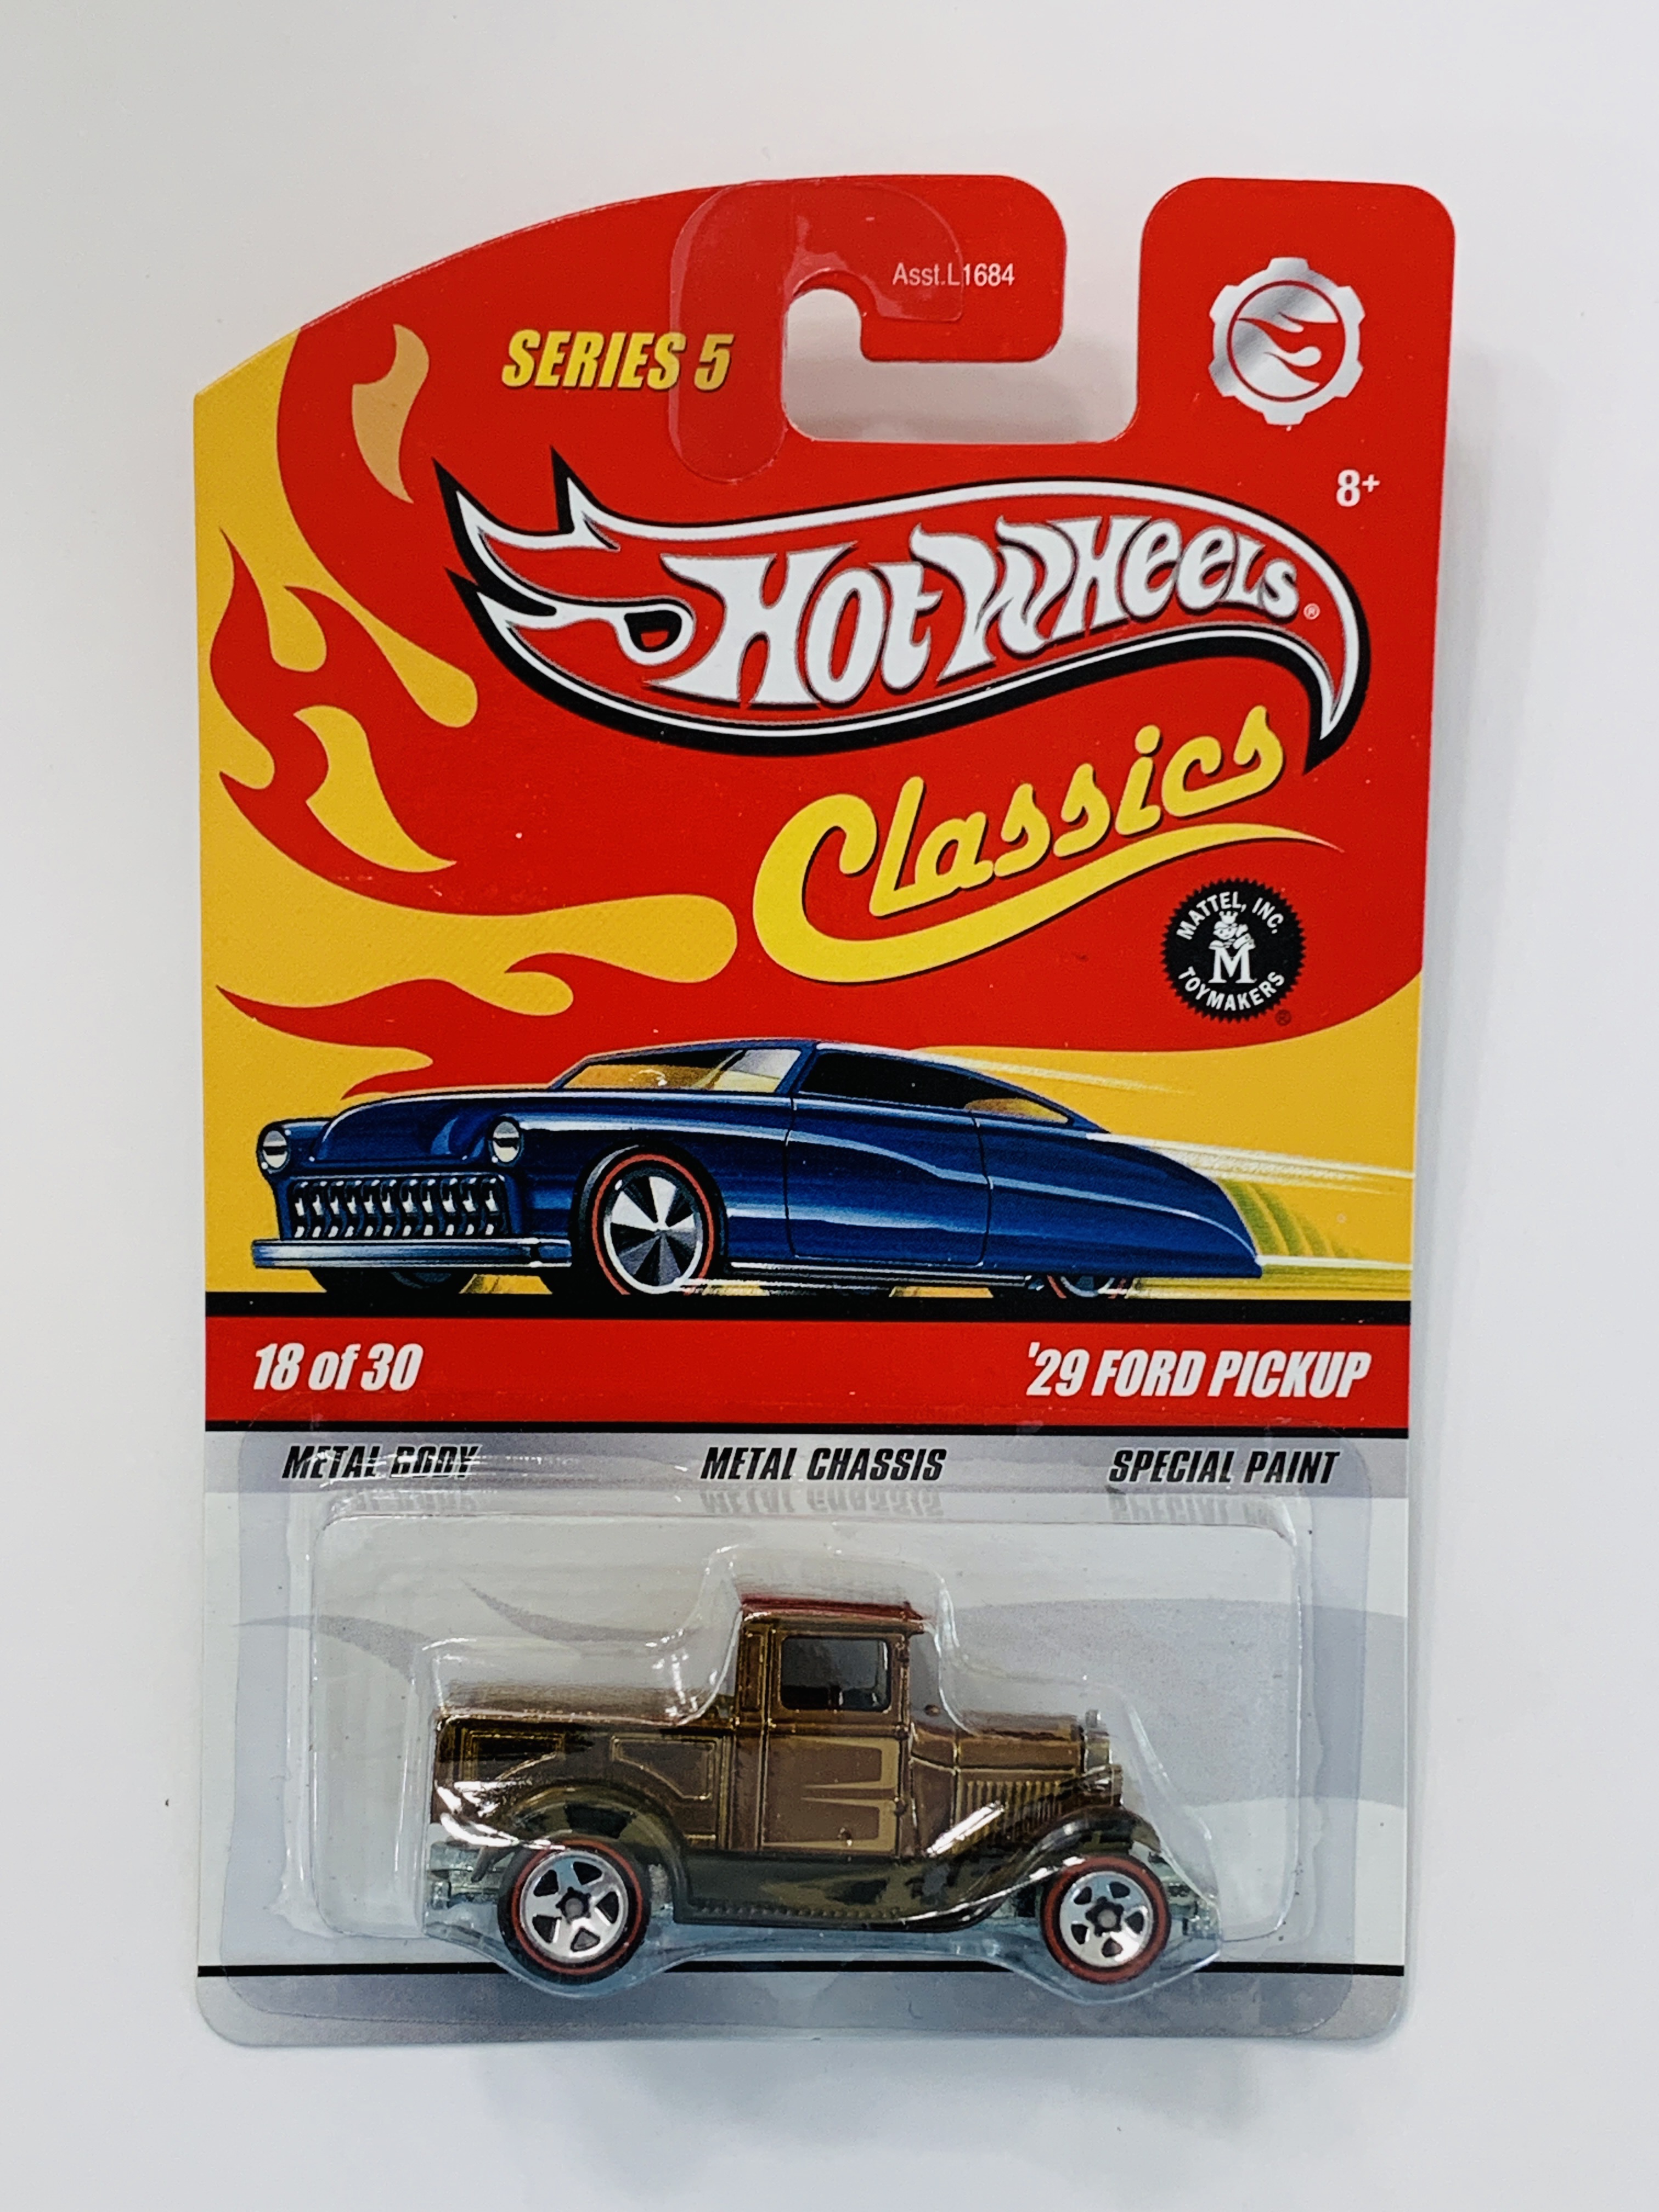 Asst.L1684
SERIES 5
8+
HOT WHEELS®
Classics
MATTEL, INC.
M
TOYMAKERS
®
18 of 30
'29 FORD PICKUP
METAL BODY
METAL CHASSIS
SPECIAL PAINT